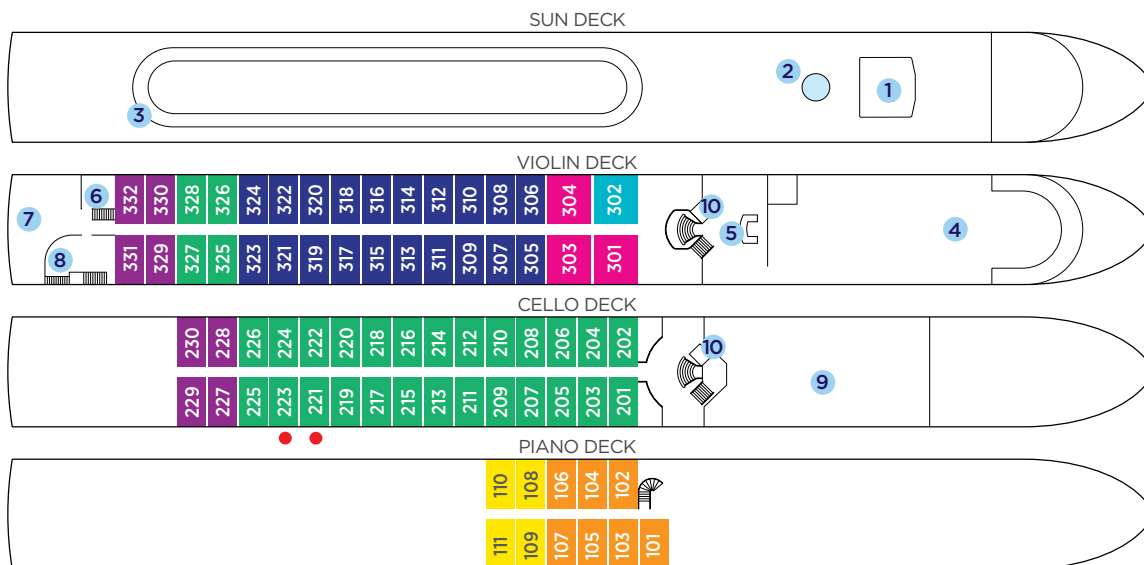 SUN DECK
2
1
3
VIOLIN DECK
6 332 330 328 326 324 322 320 318 316 314 312 310 308 306 304 302 10
7 5 4
8 331 329 327 325 323 321 319 317 315 313 311 309 307 305 303 301
CELLO DECK
230 228 226 224 222 220 218 216 214 212 210 208 206 204 202 10
9
229 227 225 223 221 219 217 215 213 211 209 207 205 203 201
PIANO DECK
110 108 106 104 102
111 109 107 105 103 101